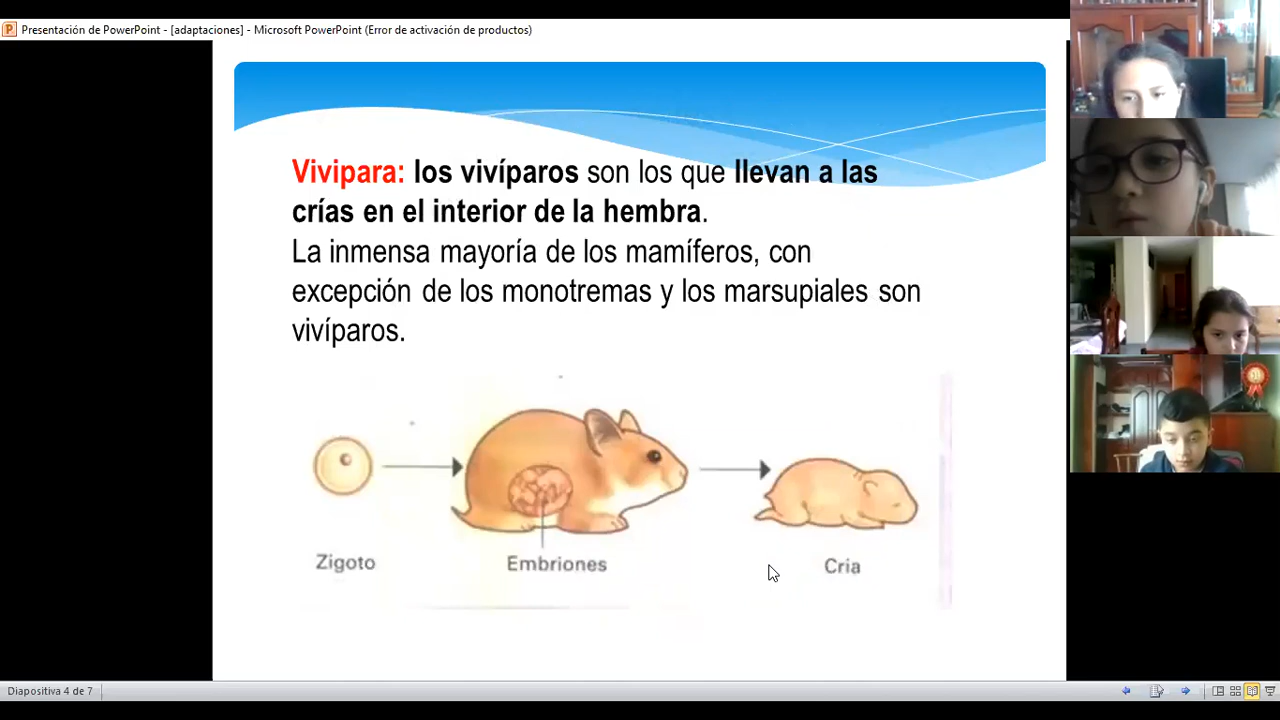 Presentación de PowerPoint - [adaptaciones] - Microsoft PowerPoint (Error de activación de productos)
Vivipara: los vivíparos son los que llevan a las
crías en el interior de la hembra.
La inmensa mayoría de los mamíferos, con
excepción de los monotremas y los marsupiales son
vivíparos.
Zigoto
Embriones
Cria
Diapositiva 4 de 7